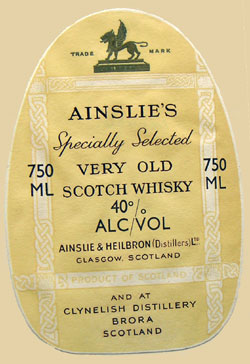 TRADE MARK
AINSLIE'S
Specially Selected
VERY OLD
750 ML
750 ML
SCOTCH WHISKY
40°/o
ALC/VOL
AINSLIE & HEILBRON (Distillers) Ltd
GLASGOW, SCOTLAND
PRODUCT OF SCOTLAND
AND AT
CLYNELISH DISTILLERY
BRORA
SCOTLAND